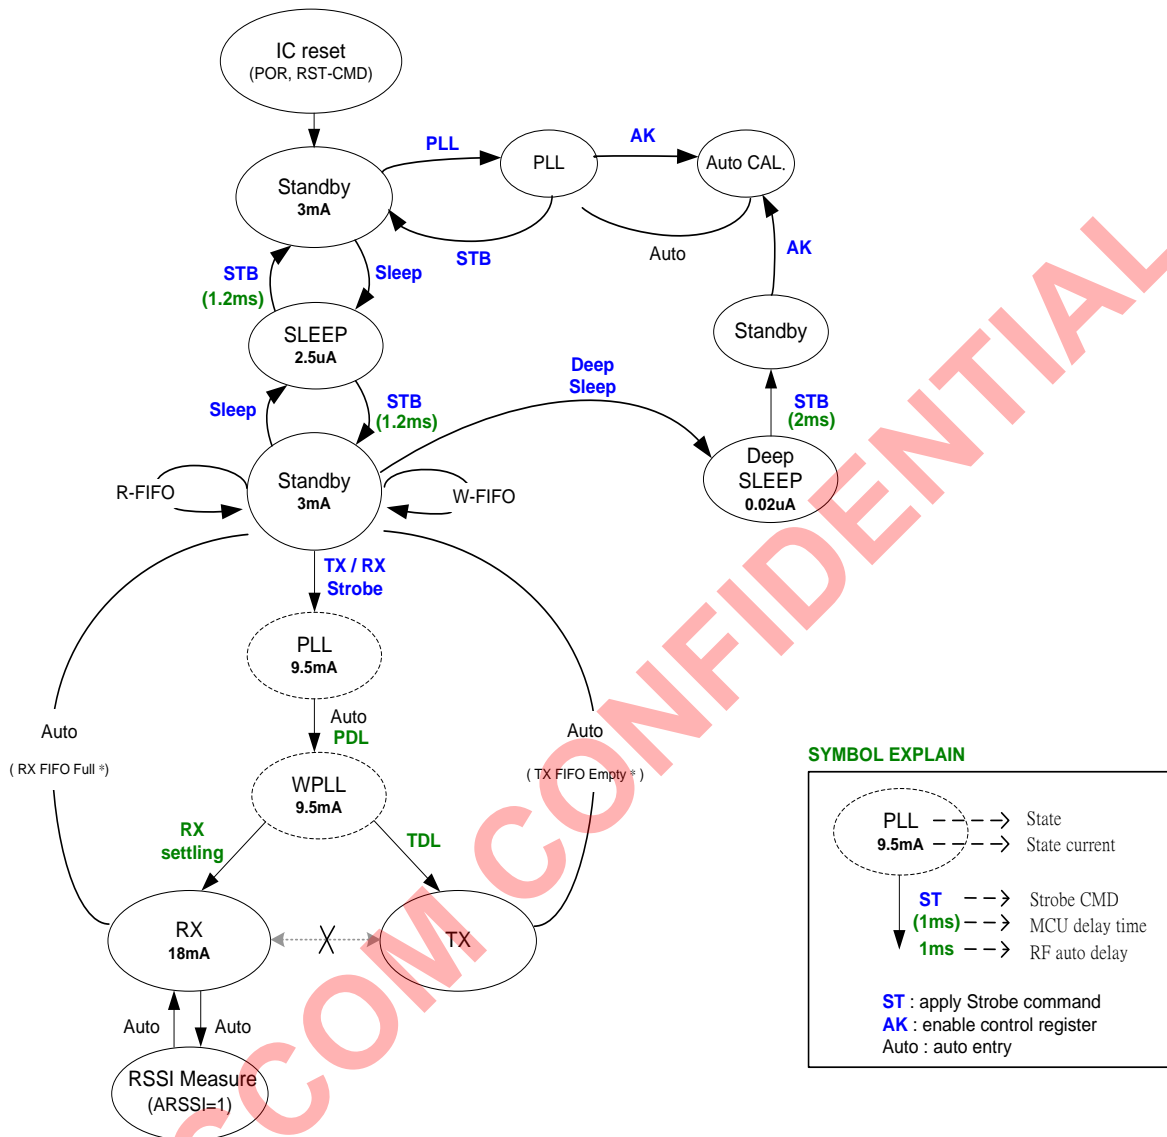 IC reset
(POR, RST-CMD)
PLL
AK
PLL
Auto CAL.
Standby
3mA
STB
Auto
AK
STB
(1.2ms)
Sleep
SLEEP
2.5uA
Standby
Deep
Sleep
Sleep
STB
(1.2ms)
STB
(2ms)
Deep
SLEEP
0.02uA
R-FIFO
Standby
3mA
W-FIFO
TX / RX
Strobe
PLL
9.5mA
Auto
PDL
Auto
( RX FIFO Full *)
Auto
( TX FIFO Empty * )
WPLL
9.5mA
RX
settling
TDL
RX
18mA
TX
Auto
Auto
RSSI Measure
(ARSSI=1)
SYMBOL EXPLAIN
PLL
9.5mA
State
State current
ST
Strobe CMD
(1ms)
MCU delay time
1ms
RF auto delay
ST : apply Strobe command
AK : enable control register
Auto : auto entry
CCOM CONFIDENTIAL